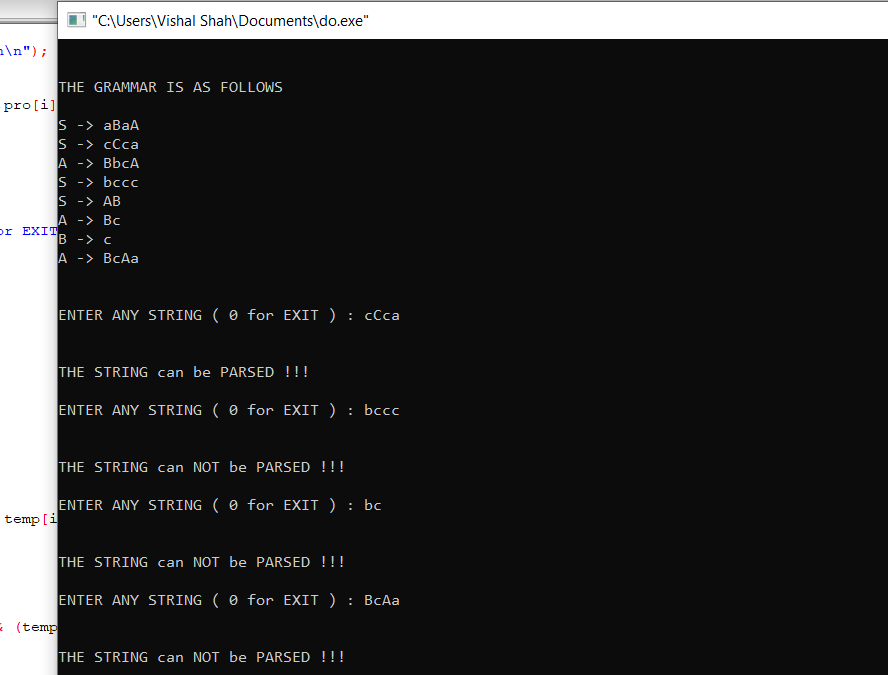 "C:\Users\Vishal Shah\Documents\do.exe"
n\n");
THE GRAMMAR IS AS FOLLOWS
pro[i]
S -> aBaA
S -> cCca
A -> BbcA
S -> bccc
S -> AB
A -> Bc
or EXIT
B -> c
A -> BcAa
ENTER ANY STRING ( 0 for EXIT ) : cCca
THE STRING can be PARSED !!!
ENTER ANY STRING ( 0 for EXIT ) : bccc
THE STRING can NOT be PARSED !!!
ENTER ANY STRING ( 0 for EXIT ) : bc
temp[i
THE STRING can NOT be PARSED !!!
ENTER ANY STRING ( 0 for EXIT ) : BcAa
& (temp
THE STRING can NOT be PARSED !!!